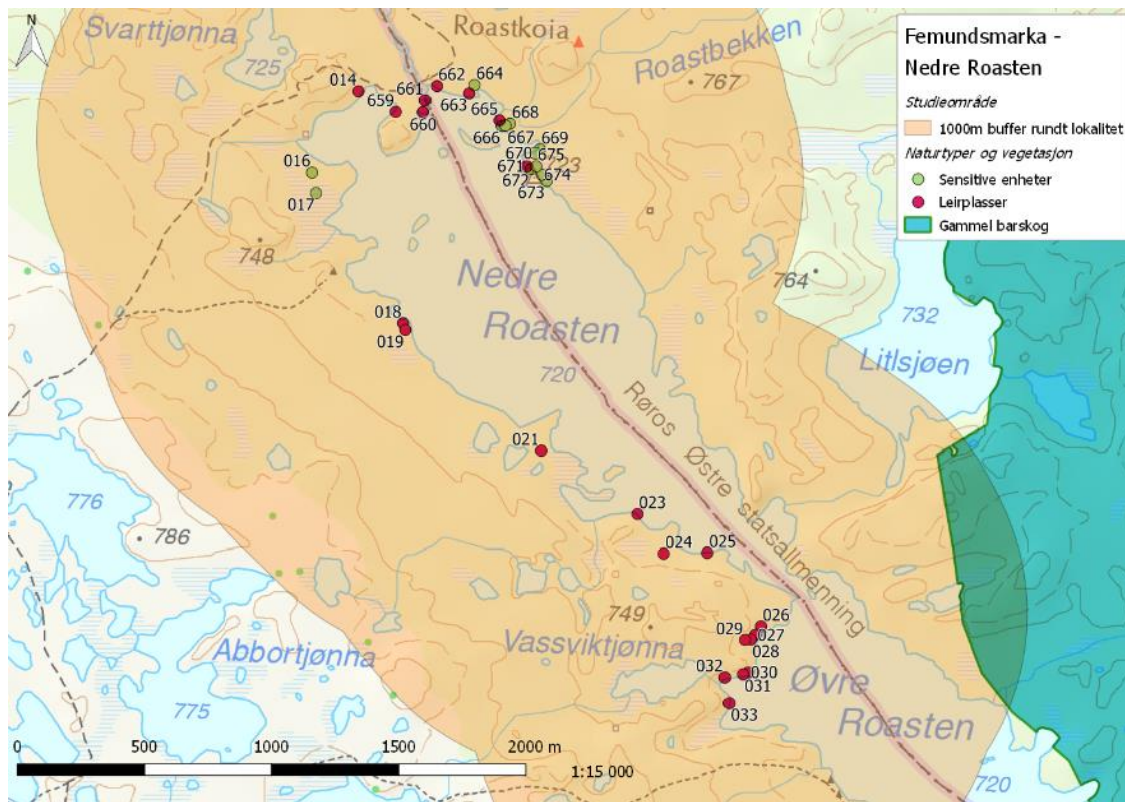 N
Svarttjønna
725
Roastkoia
Roastbekken
767
Femundsmarka -
Nedre Roasten
Studieområde
1000m buffer rundt lokalitet
Naturtyper og vegetasjon
Sensitive enheter
Leirplasser
Gammel barskog
014
659
661
660
662
663
664
665
666
667
668
669
670
675
671
723
672
674
673
016
017
748
764
732
Litlsjøen
Nedre
Roasten
720
018
019
021
Røros Østre statsallmenning
776
786
023
024
025
749
Vassviktjønna
026
029
027
028
032
030
031
033
Øvre
Roasten
Abbortjønna
775
720
0 500 1000 1500 2000 m
1:15 000